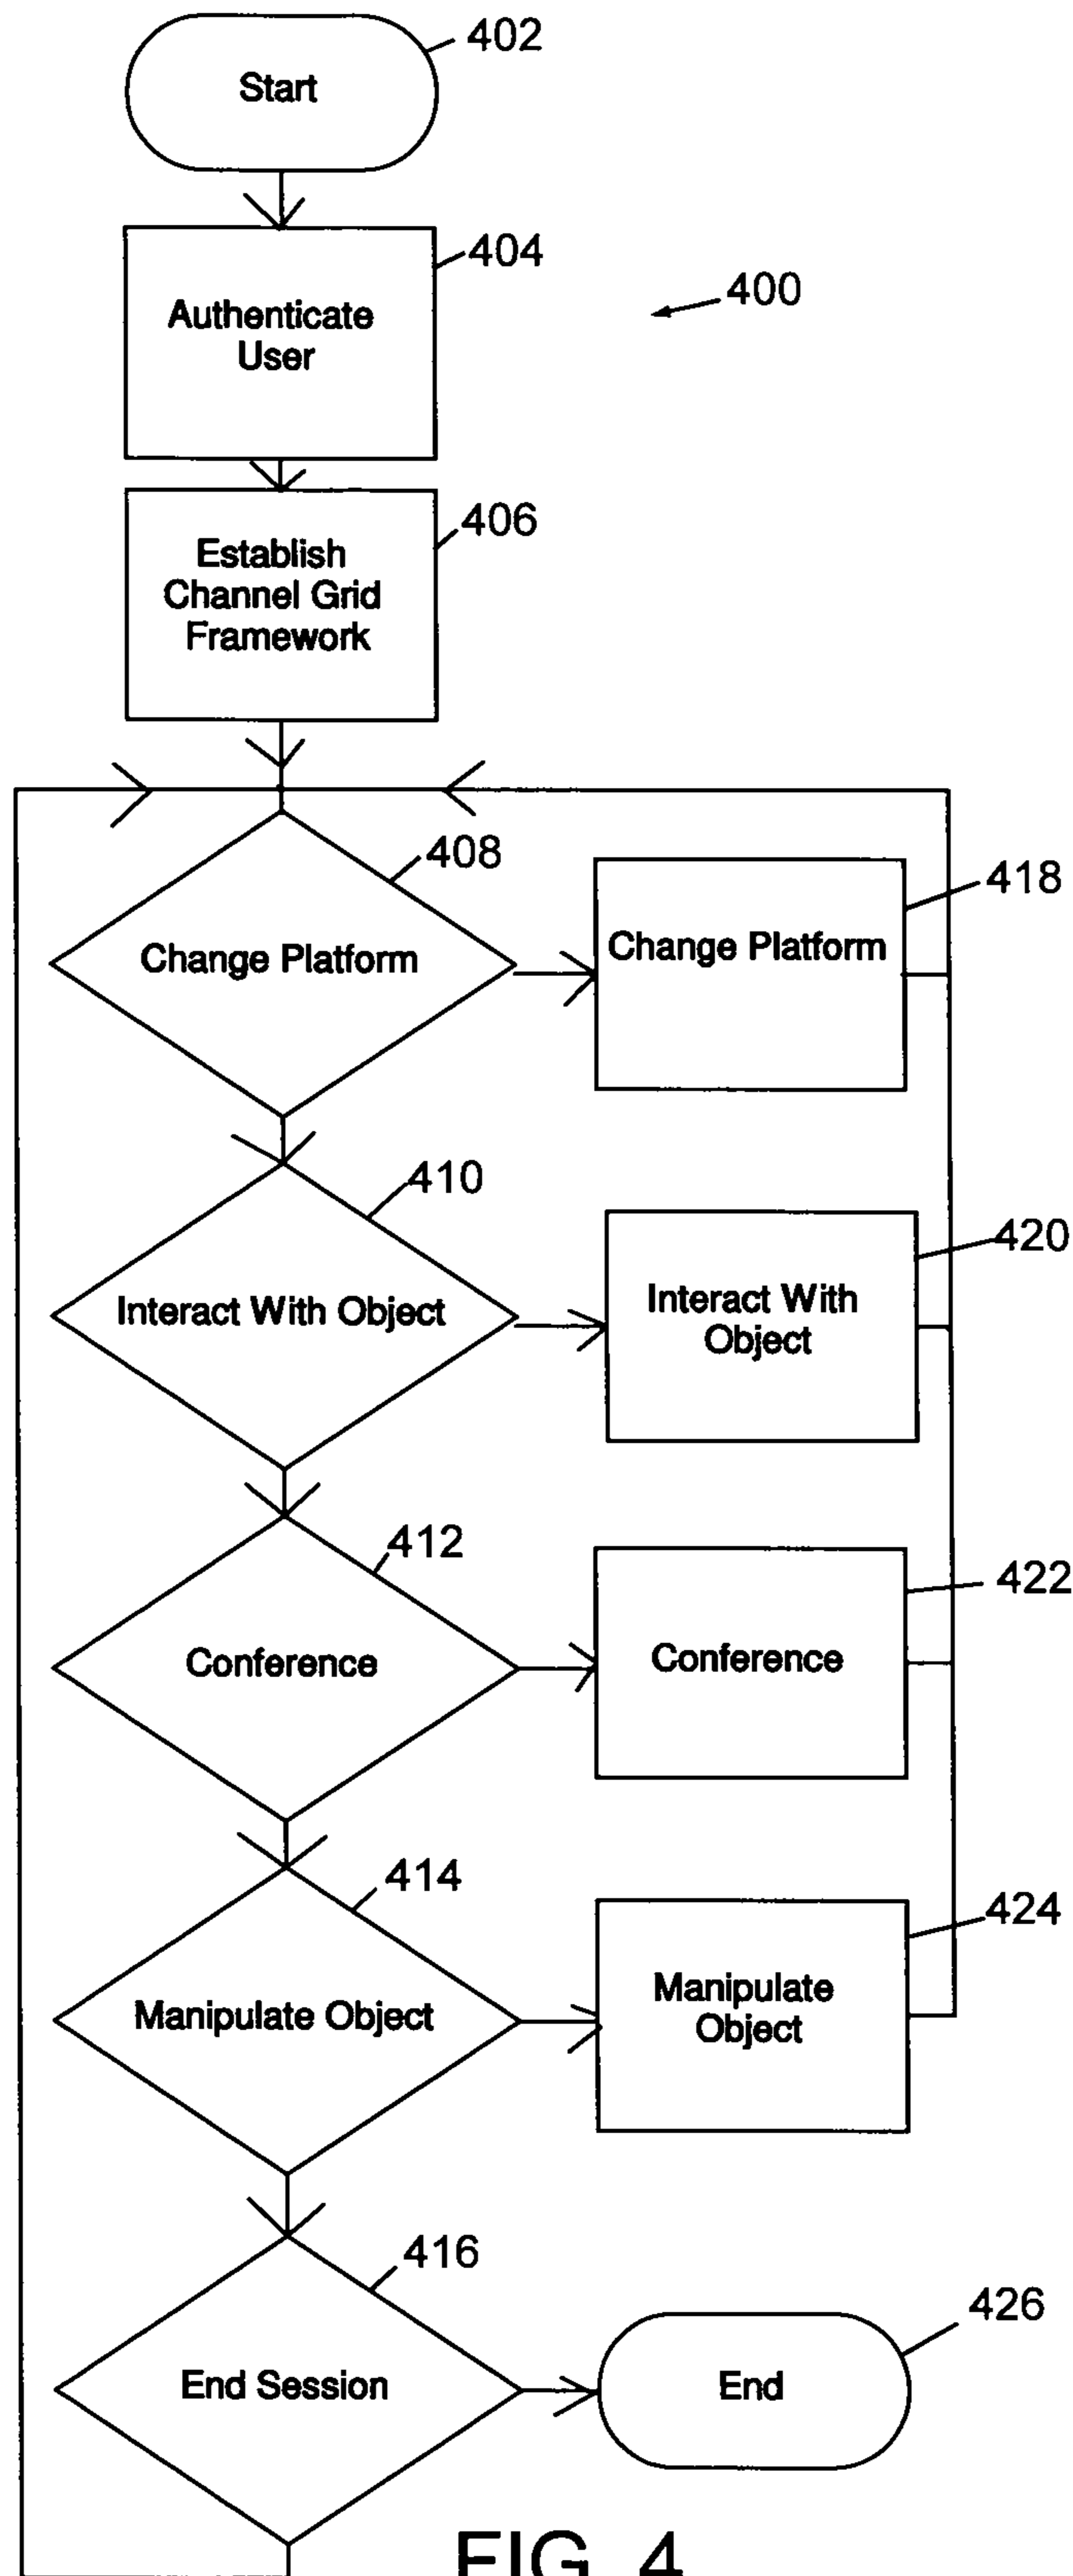 402
Start
404
400
Authenticate
User
406
Establish
Channel Grid
Framework
408
418
Change Platform
Change Platform
410
420
Interact With Object
Interact With
Object
412
422
Conference
Conference
414
424
Manipulate Object
Manipulate
Object
416
426
End Session
End
FIG. 4